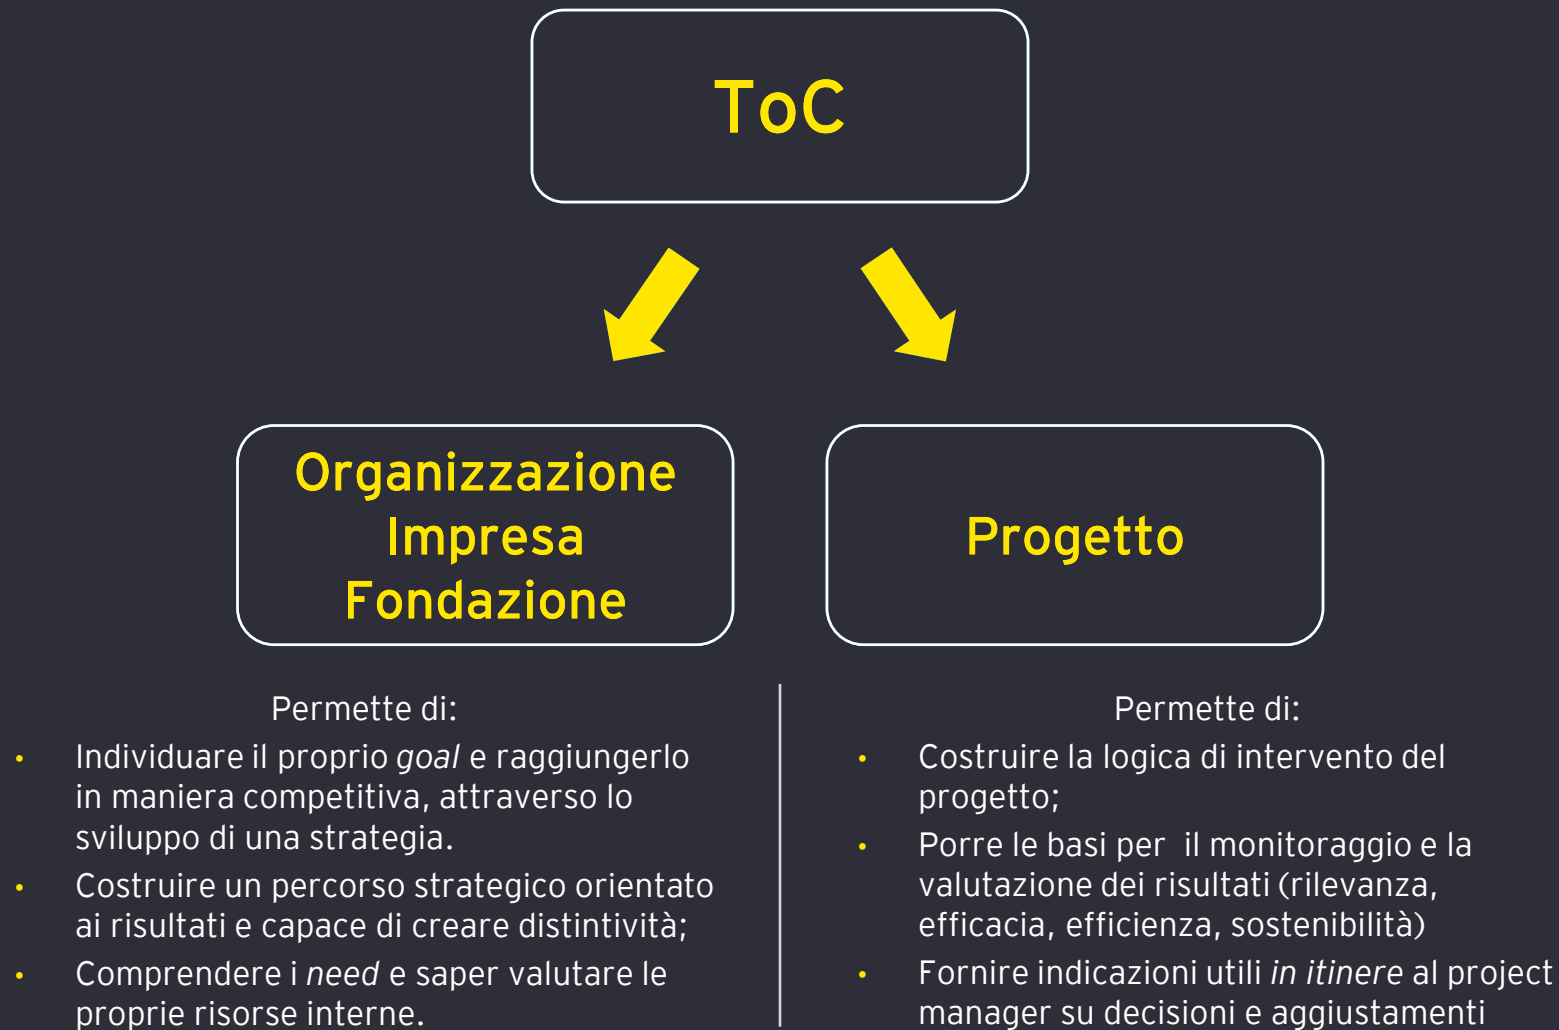 ToC
Organizzazione
Impresa
Fondazione
Progetto
Permette di:
• Individuare il proprio goal e raggiungerlo
in maniera competitiva, attraverso lo
sviluppo di una strategia.
• Costruire un percorso strategico orientato
ai risultati e capace di creare distintività;
• Comprendere i need e saper valutare le
proprie risorse interne.
Permette di:
• Costruire la logica di intervento del
progetto;
• Porre le basi per  il monitoraggio e la
valutazione dei risultati (rilevanza,
efficacia, efficienza, sostenibilità)
• Fornire indicazioni utili in itinere al project
manager su decisioni e aggiustamenti